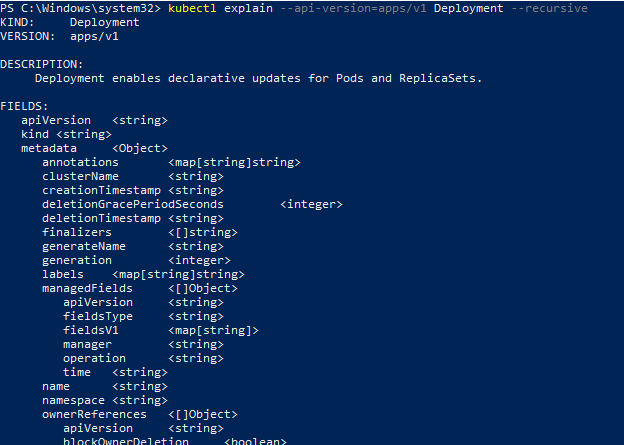 PS C:\Windows\system32> kubectl explain --api-version=apps/v1 Deployment --recursive
KIND:     Deployment
VERSION:  apps/v1

DESCRIPTION:
     Deployment enables declarative updates for Pods and ReplicaSets.

FIELDS:
   apiVersion   <string>
   kind <string>
   metadata     <Object>
      annotations       <map[string]string>
      clusterName       <string>
      creationTimestamp <string>
      deletionGracePeriodSeconds        <integer>
      deletionTimestamp <string>
      finalizers        <[]string>
      generateName      <string>
      generation        <integer>
      labels    <map[string]string>
      managedFields     <[]Object>
         apiVersion     <string>
         fieldsType     <string>
         fieldsV1       <map[string]>
         manager        <string>
         operation      <string>
         time   <string>
      name      <string>
      namespace <string>
      ownerReferences   <[]Object>
         apiVersion     <string>
         blockOwnerDeletion     <boolean>